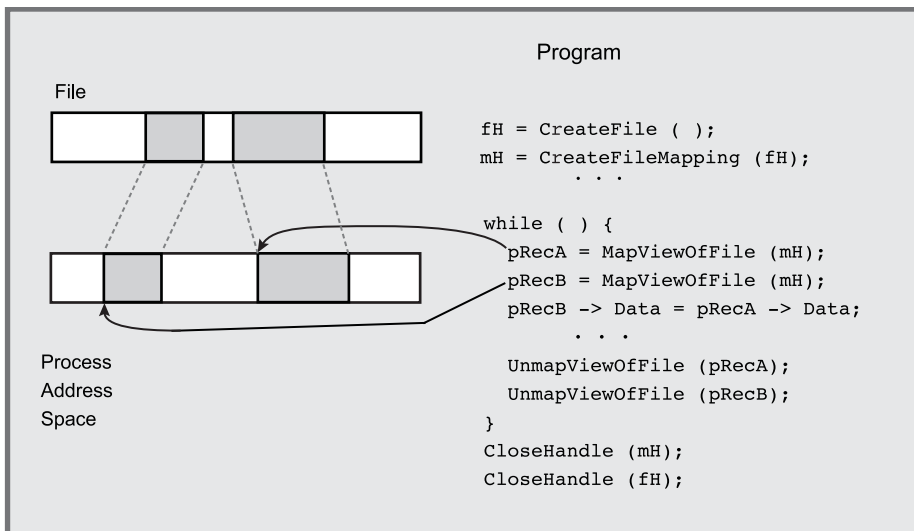 Program
File
fH = CreateFile ( );
mH = CreateFileMapping (fH);
. . .
while ( ) {
pRecA = MapViewOfFile (mH);
pRecB = MapViewOfFile (mH);
pRecB -> Data = pRecA -> Data;
. . .
UnmapViewOfFile (pRecA);
UnmapViewOfFile (pRecB);
}
CloseHandle (mH);
CloseHandle (fH);
Process
Address
Space